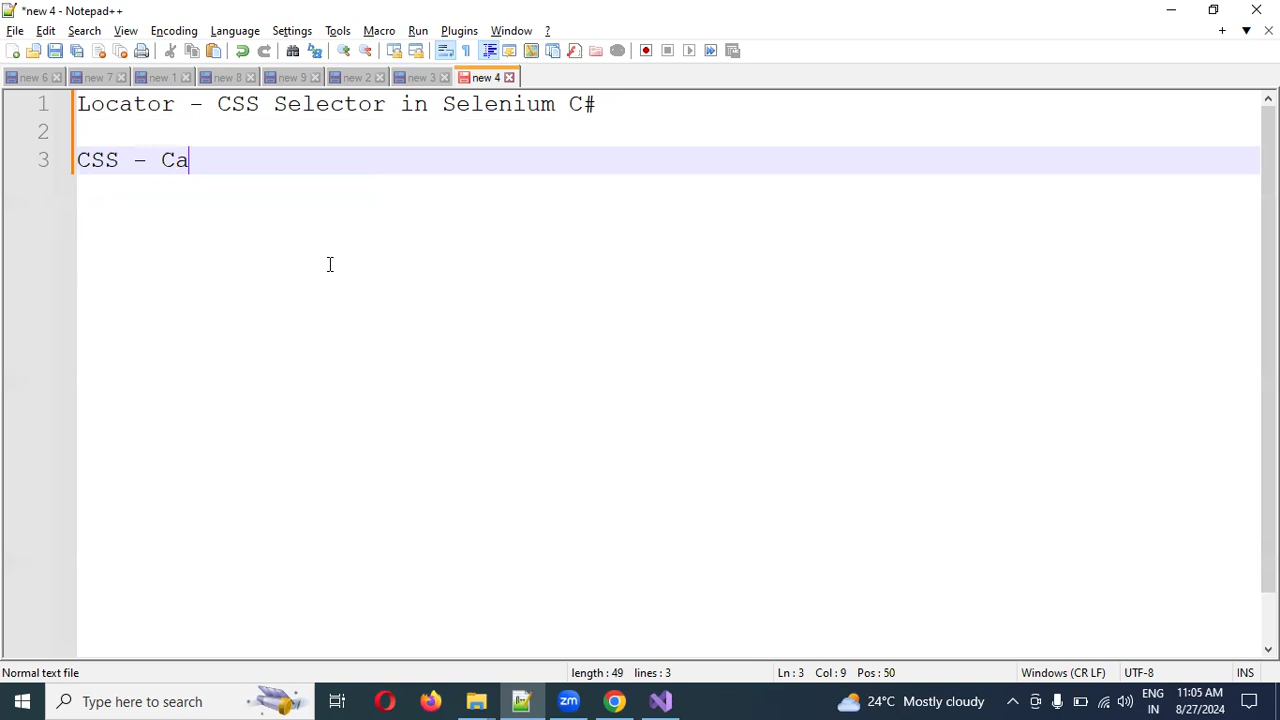 *new 4 - Notepad++
File Edit Search View Encoding Language Settings Tools Macro Run Plugins Window ?
new 6 new 7 new 1 new 8 new 9 new 2 new 3 new 4
1 Locator - CSS Selector in Selenium C#
2
3 CSS - Ca
Normal text file length : 49 lines : 3 Ln : 3 Col : 9 Pos : 50 Windows (CR LF) UTF-8 INS
Type here to search 24°C Mostly cloudy ENG IN 11:05 AM 8/27/2024